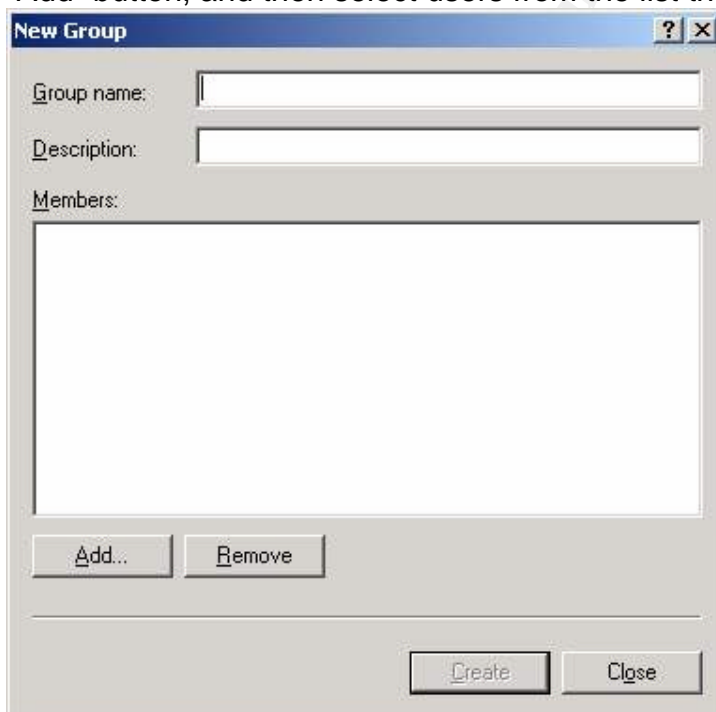 button, and then select users from the list
New Group
Group name:
Description:
Members:
Add...
Remove
Create
Close